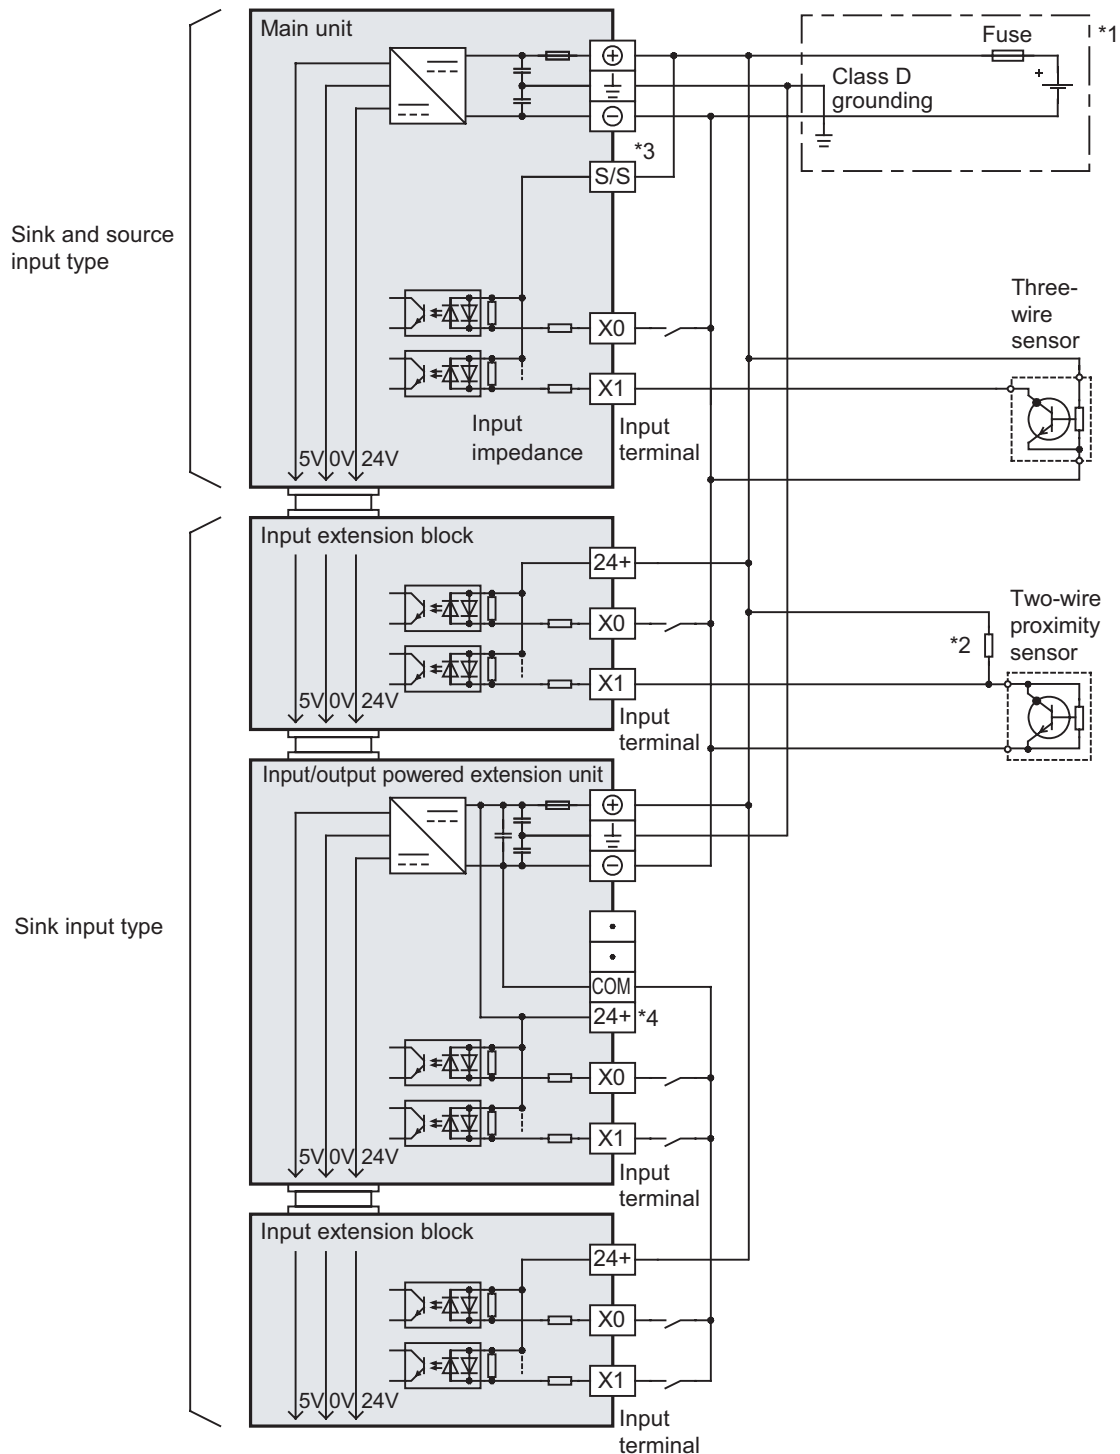 Main unit
Fuse
*1
+
Class D
grounding
*3
S/S
Sink and source
input type
Three-
wire
sensor
X0
X1
Input
impedance
Input
terminal
5V 0V 24V
Input extension block
24+
X0
Two-wire
proximity
sensor
*2
X1
5V 0V 24V
Input
terminal
Input/output powered extension unit
Sink input type
COM
24+
*4
X0
X1
5V 0V 24V
Input
terminal
Input extension block
24+
X0
X1
5V 0V 24V
Input
terminal